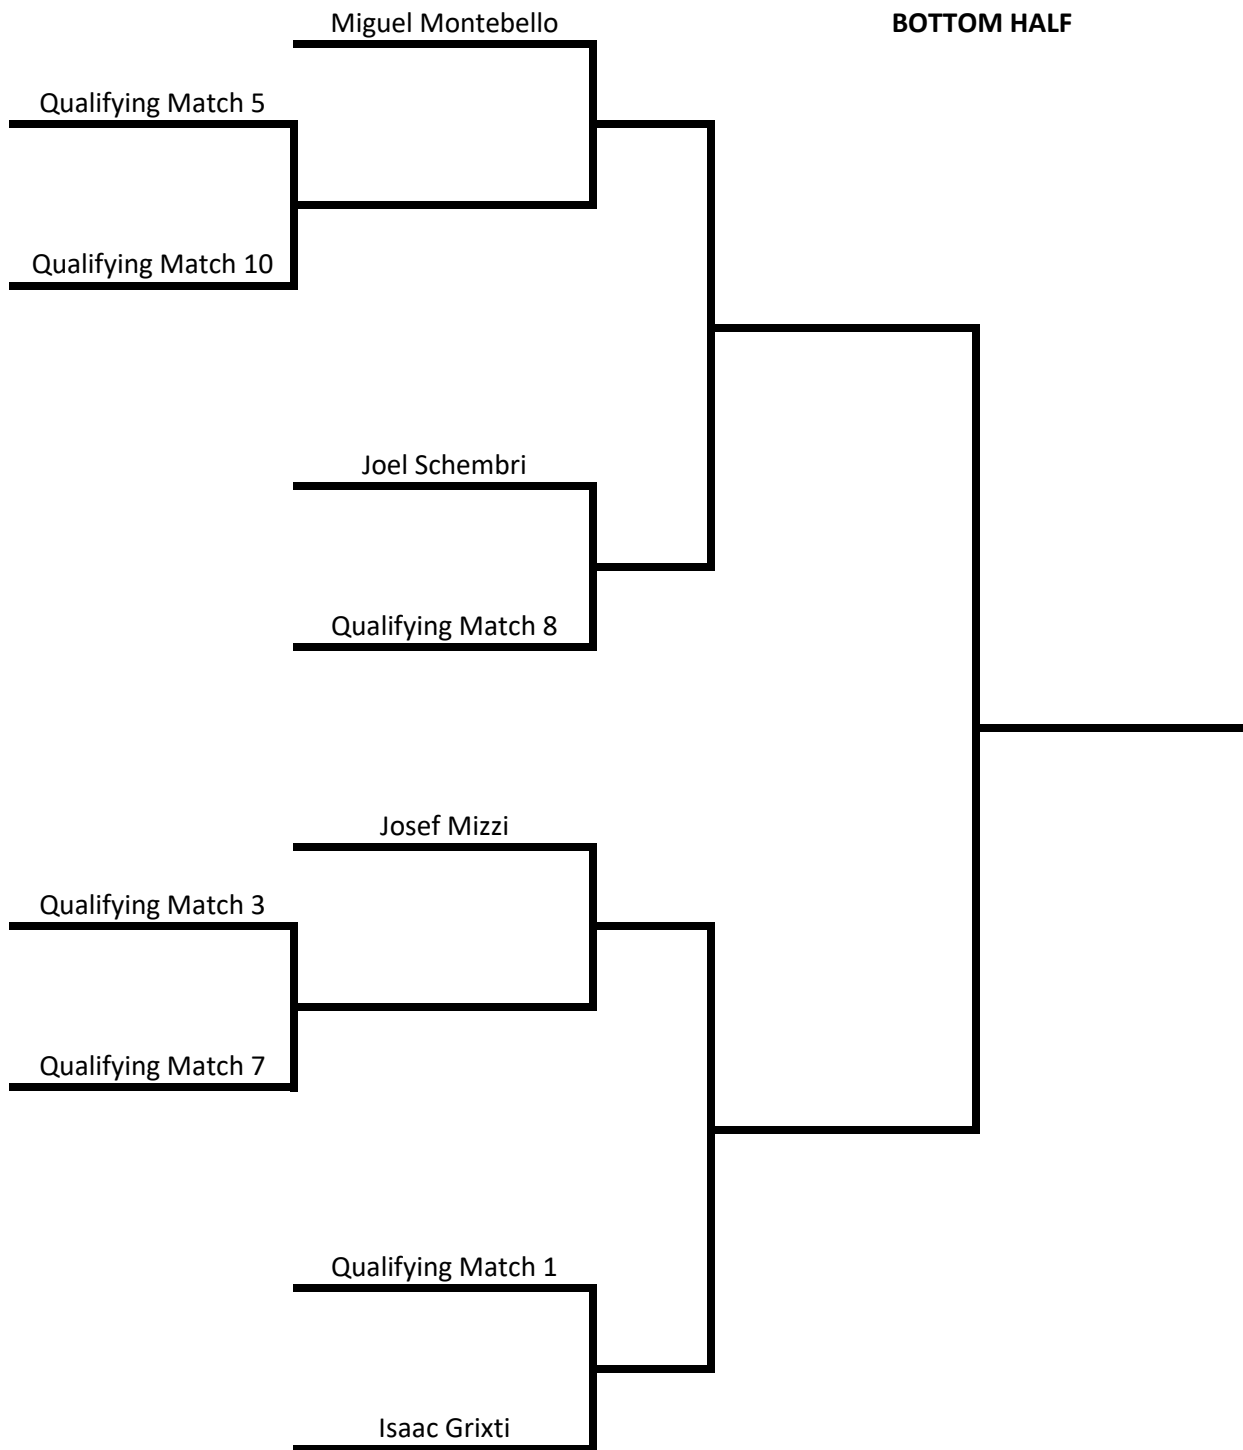 Miguel Montebello
BOTTOM HALF
Qualifying Match 5
Qualifying Match 10
Joel Schembri
Qualifying Match 8
Josef Mizzi
Qualifying Match 3
Qualifying Match 7
Qualifying Match 1
Isaac Grixti